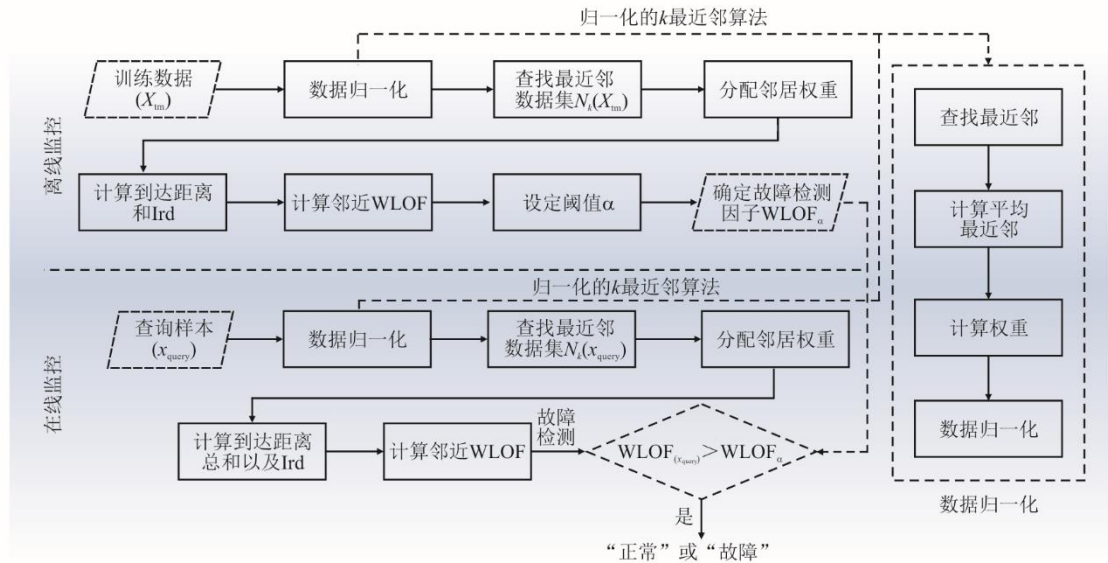 归一化的k最近邻算法
离线监控
训练数据
(Xtm)
数据归一化
查找最近邻
数据集Nk(Xtm)
分配邻居权重
计算到达距离
和Ird
计算邻近WLOF
设定阈值α
确定故障检测
因子WLOFα
归一化的k最近邻算法
在线监控
查询样本
(xquery)
数据归一化
查找最近邻
数据集Nk(xquery)
分配邻居权重
计算到达距离
总和以及Ird
计算邻近WLOF
故障
检测
WLOF(xquery)>WLOFα
是
“正常”或“故障”
查找最近邻
计算平均
最近邻
计算权重
数据归一化
数据归一化